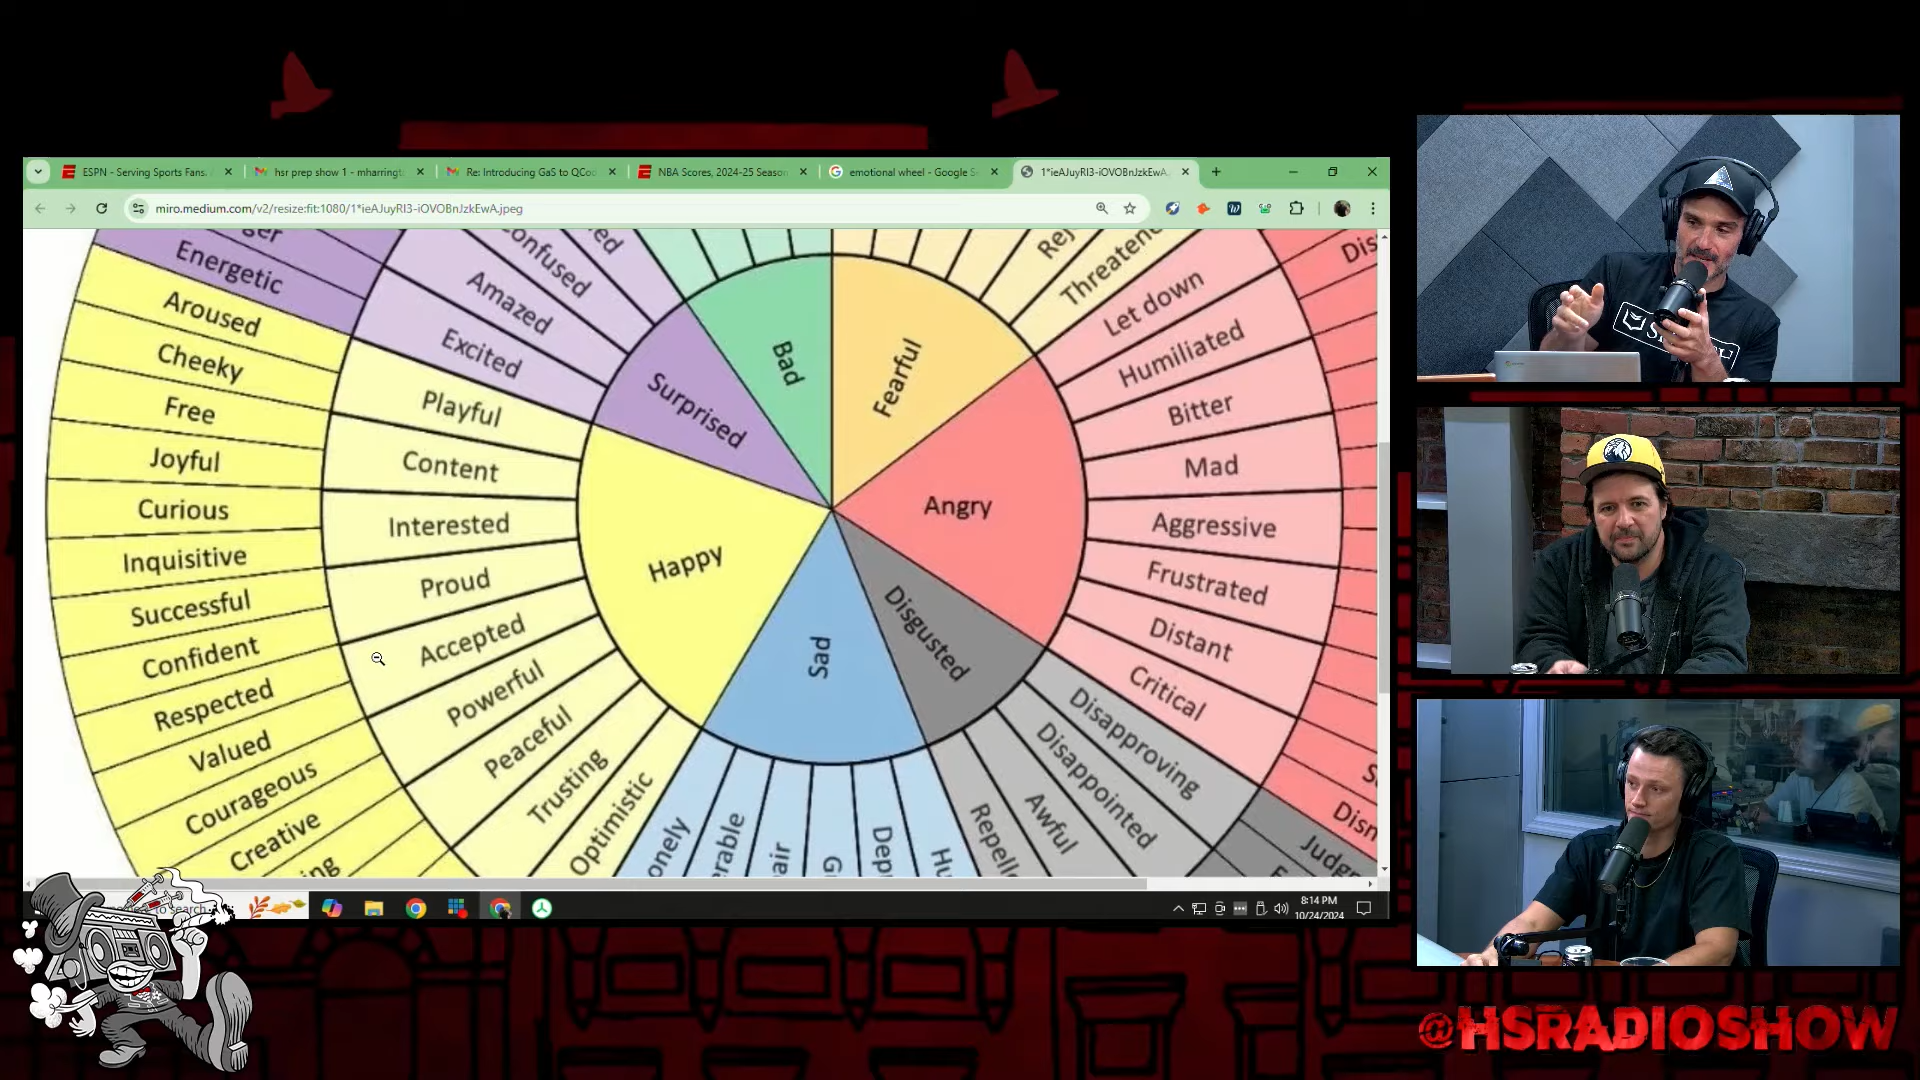 ESPN - Serving Sports Fans.
hsr prep show 1 - mharringt
Re: Introducing GaS to QCoo
NBA Scores, 2024-25 Season
emotional wheel - Google S
1*ieAJuyRI3-iOVOBnJzkEwA
miro.medium.com/v2/resize:fit:1080/1*ieAJuyRI3-iOVOBnJzkEwA.jpeg
Energetic
Aroused
Cheeky
Free
Joyful
Curious
Inquisitive
Successful
Confident
Respected
Valued
Courageous
Creative
Amazed
Excited
Playful
Content
Interested
Proud
Accepted
Powerful
Peaceful
Trusting
Optimistic
Surprised
Bad
Fearful
Angry
Disgusted
Sad
Happy
Let down
Humiliated
Bitter
Mad
Aggressive
Frustrated
Distant
Critical
Disapproving
Disappointed
Awful
8:14 PM
10/24/2024
@HSRADIOSHOW